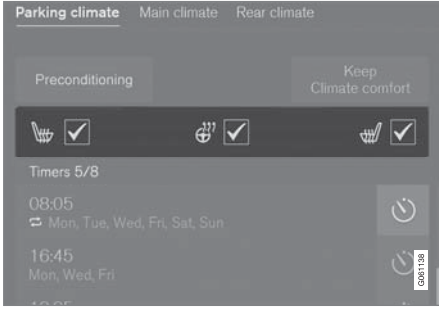 Parking climate Main climate Rear climate
Preconditioning
Keep
Climate comfort
Timers 5/8
08:05
Mon, Tue, Wed, Fri, Sat, Sun
16:45
Mon, Wed, Fri
G061138